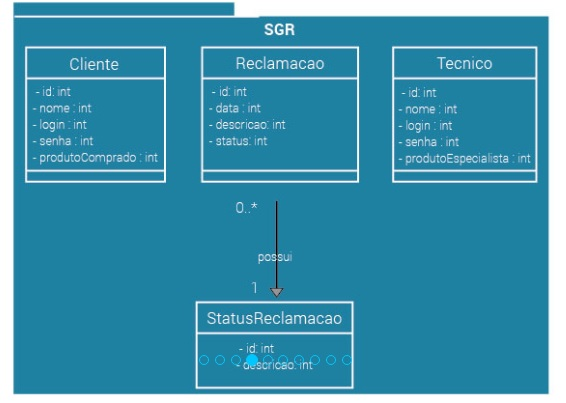 SGR
Cliente
- id: int
- nome : int
- login : int
- senha : int
- produtoComprado : int
Reclamacao
- id: int
- data : int
- descricao: int
- status: int
Tecnico
- id: int
- nome : int
- login : int
- senha : int
- produtoEspecialista : int
0..*
possui
1
StatusReclamacao
- id: int
- descricao: int